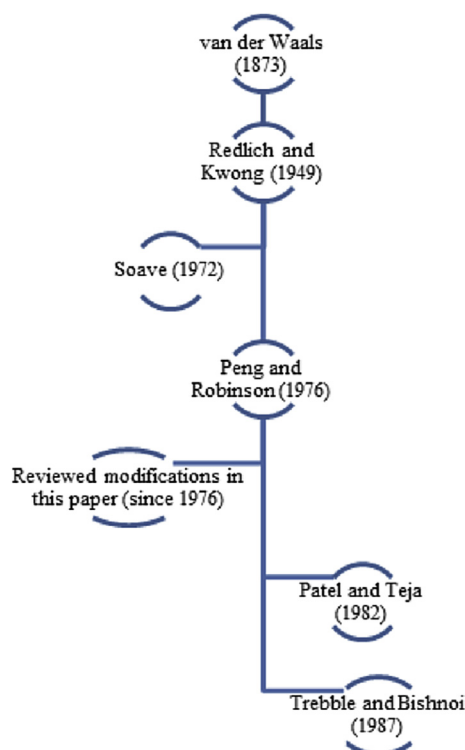 van der Waals
(1873)
Redlich and
Kwong (1949)
Soave (1972)
Peng and
Robinson (1976)
Reviewed modifications in
this paper (since 1976)
Patel and Teja
(1982)
Trebble and Bishnoi
(1987)